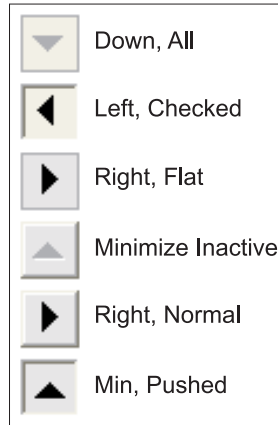 Down, All
Left, Checked
Right, Flat
Minimize Inactive
Right, Normal
Min, Pushed